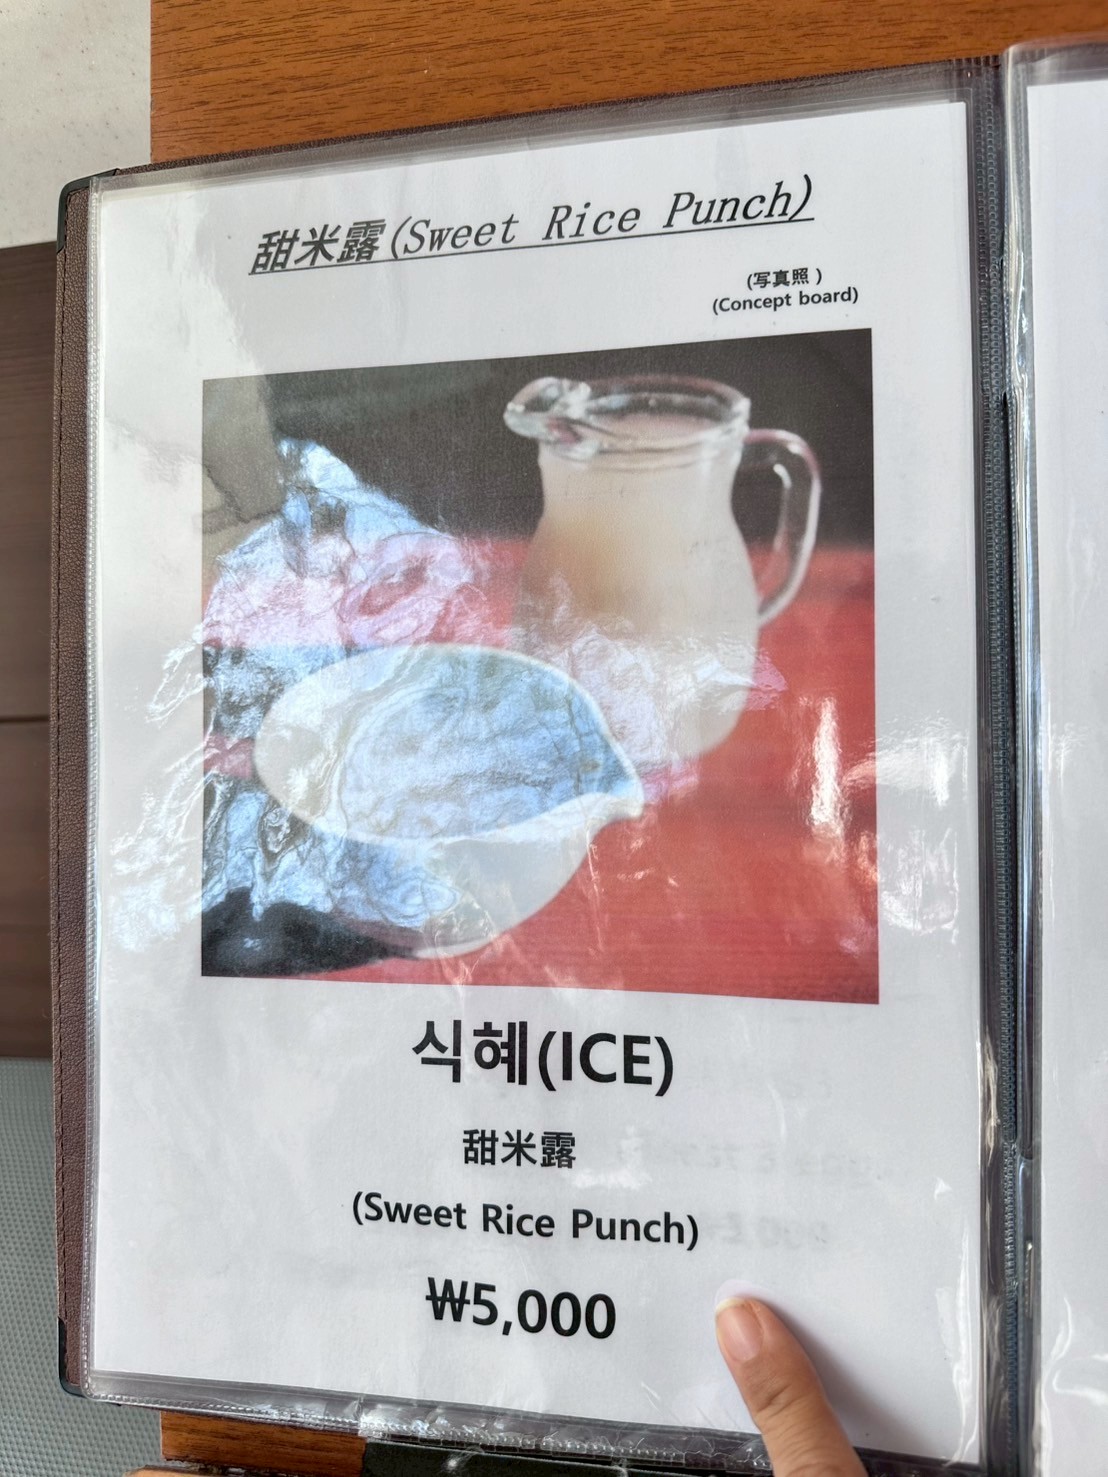 甜米露(Sweet Rice Punch)
(写真照)
(Concept board)
식혜(ICE)
甜米露
(Sweet Rice Punch)
₩5,000